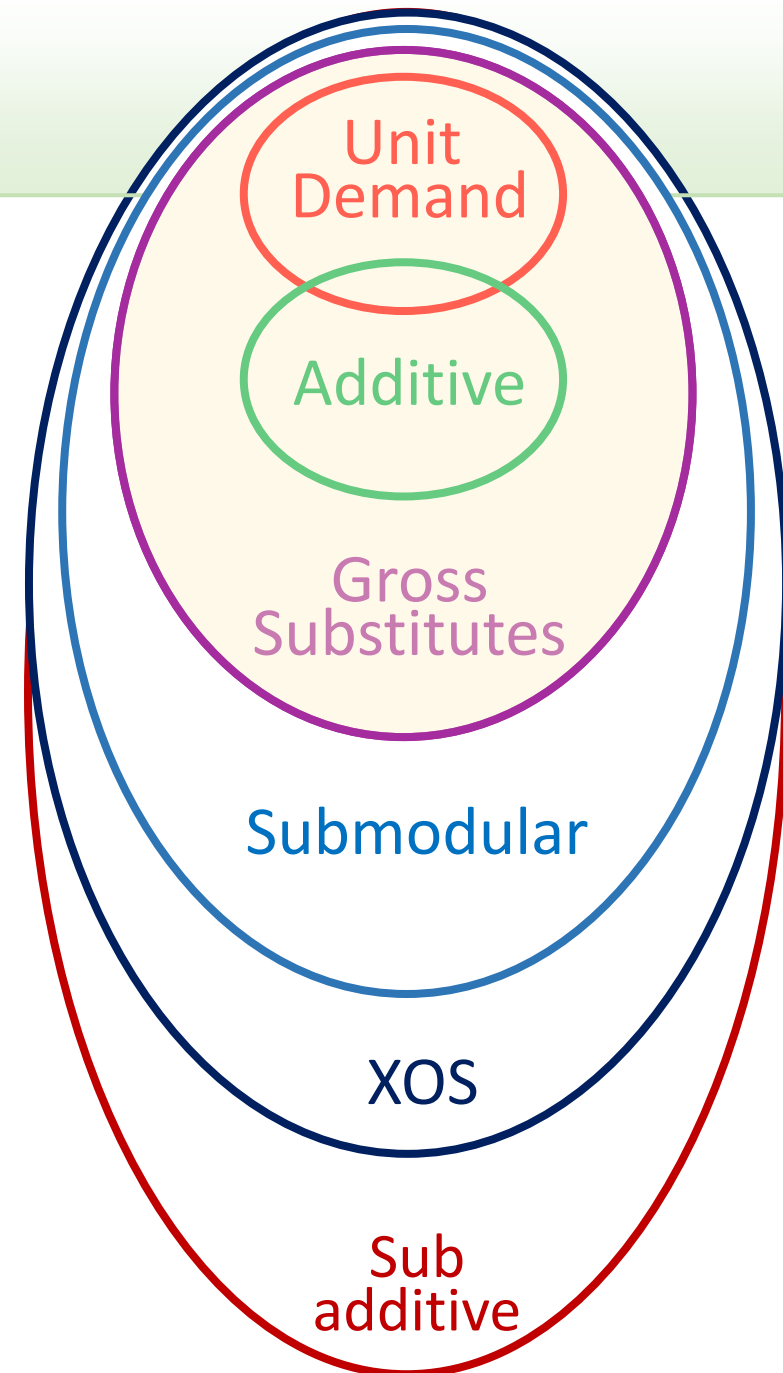 Unit
Demand
Additive
Gross
Substitutes
Submodular
XOS
Sub
additive